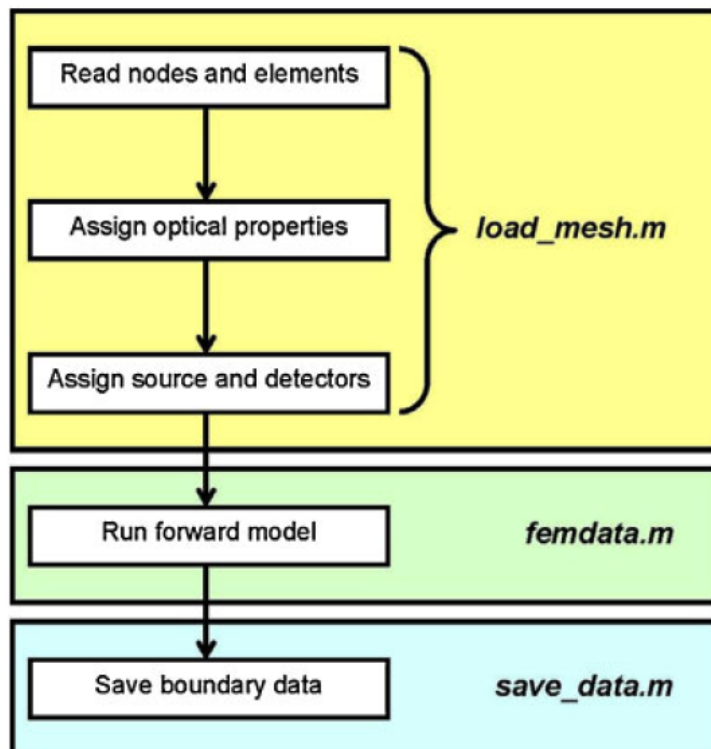 Read nodes and elements
Assign optical properties
load_mesh.m
Assign source and detectors
Run forward model
femdata.m
Save boundary data
save_data.m